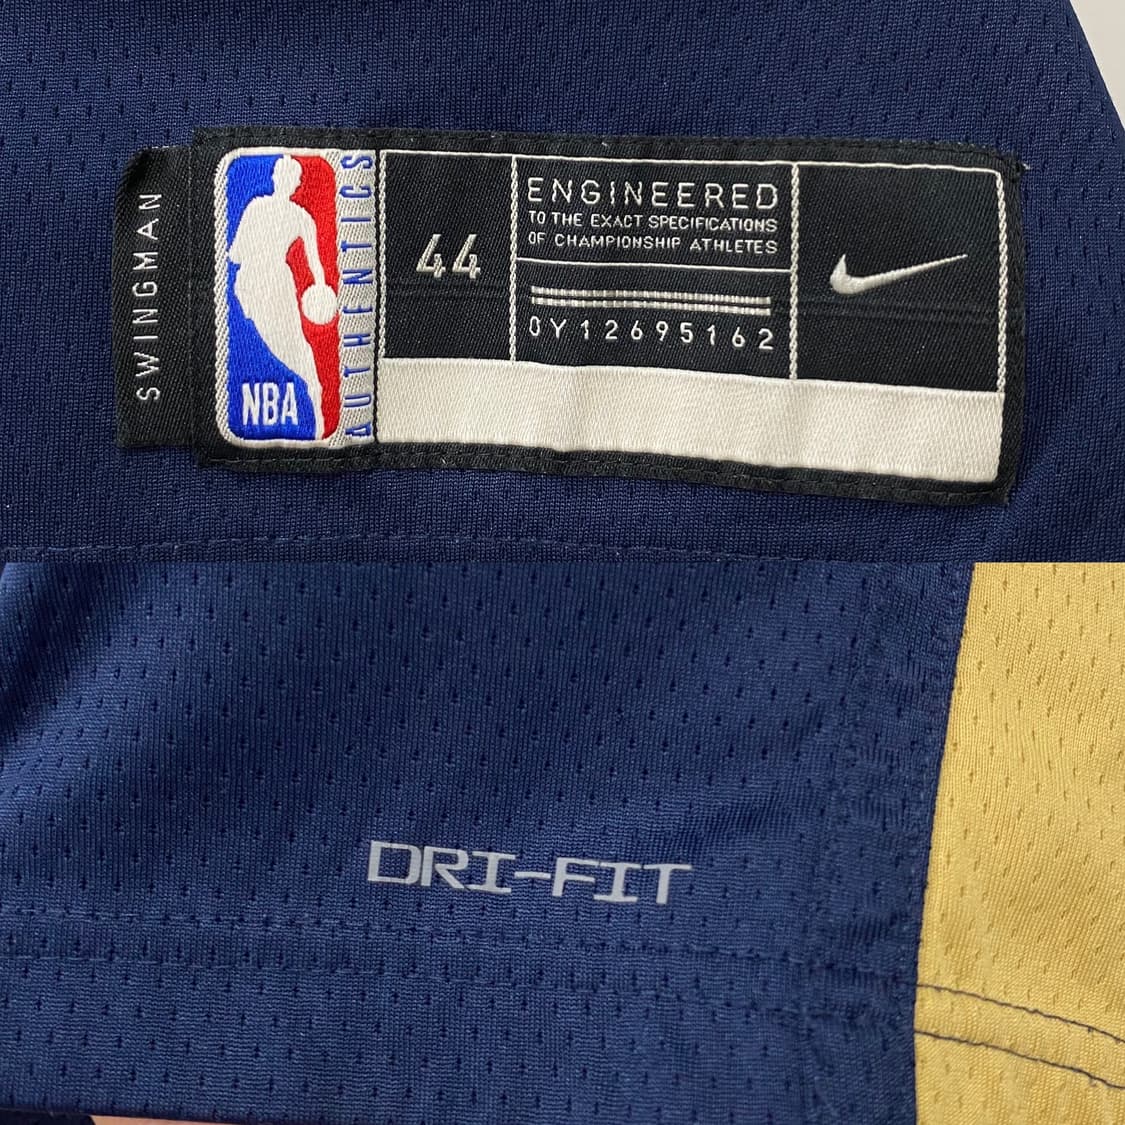 SWINGMAN
NBA
AUTHENTICS
44
ENGINEERED
TO THE EXACT SPECIFICATIONS
OF CHAMPIONSHIP ATHLETES
0Y12695162
DRI-FIT